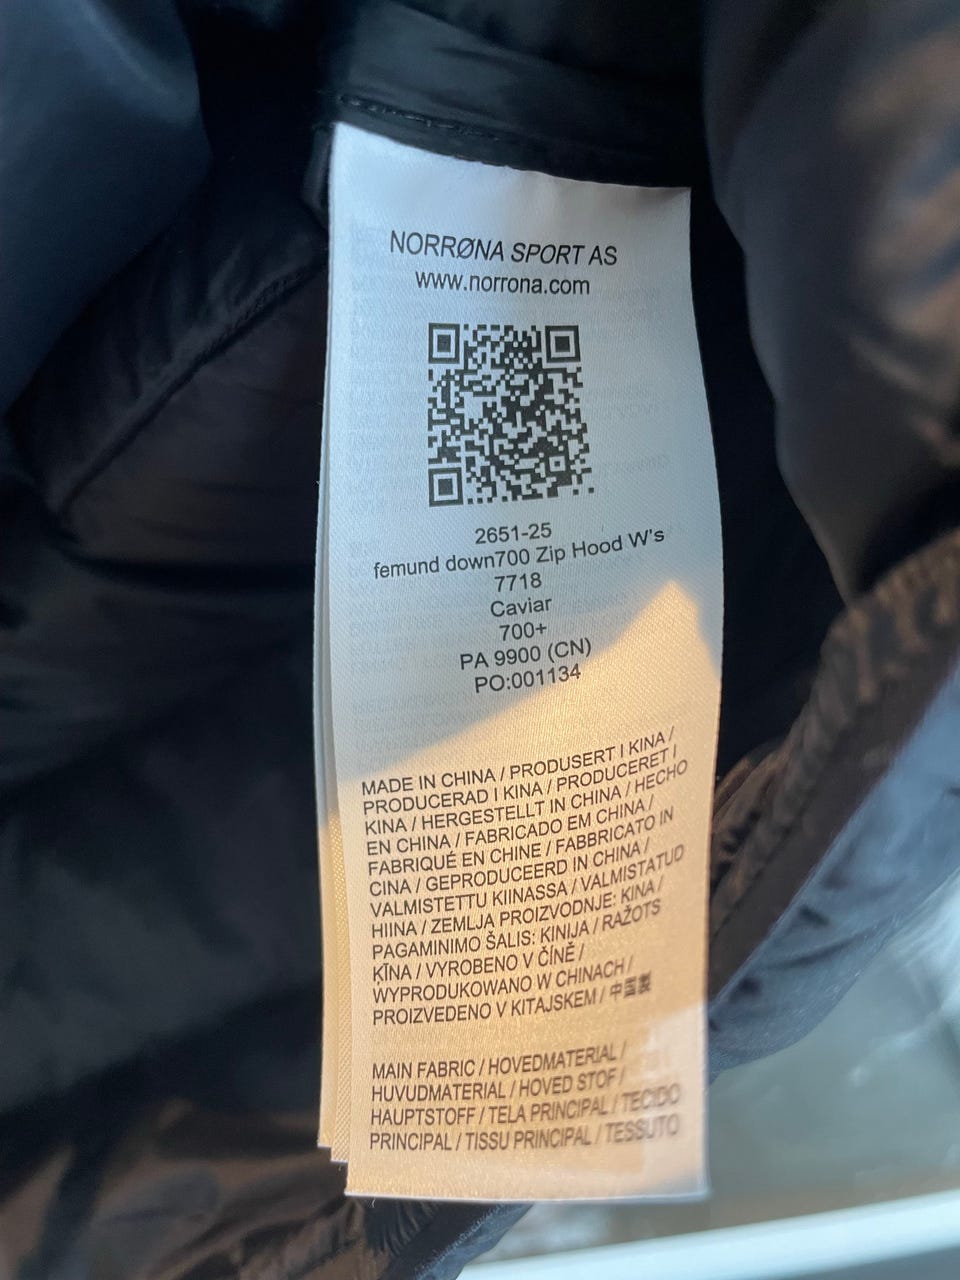 NORRØNA SPORT AS
www.norrona.com
2651-25
femund down700 Zip Hood W's
7718
Caviar
700+
PA 9900 (CN)
PO:001134
MADE IN CHINA / PRODUSERT I KINA /
PRODUCERAD I KINA / PRODUCERET I
KINA / HERGESTELLT IN CHINA / HECHO
EN CHINA / FABRICADO EM CHINA /
FABRIQUÉ EN CHINE / FABBRICATO IN
CINA / GEPRODUCEERD IN CHINA /
VALMISTETTU KIINASSA / VALMISTATUD
HIINA / ZEMLJA PROIZVODNJE: KINA /
PAGAMINIMO ŠALIS: KINIJA / RAŽOTS
ĶĪNA / VYROBENO V ČÍNĚ /
WYPRODUKOWANO W CHINACH /
PROIZVEDENO V KITAJSKEM / 中国製
MAIN FABRIC / HOVEDMATERIAL /
HUVUDMATERIAL / HOVED STOF /
HAUPTSTOFF / TELA PRINCIPAL / TECIDO
PRINCIPAL / TISSU PRINCIPAL / TESSUTO